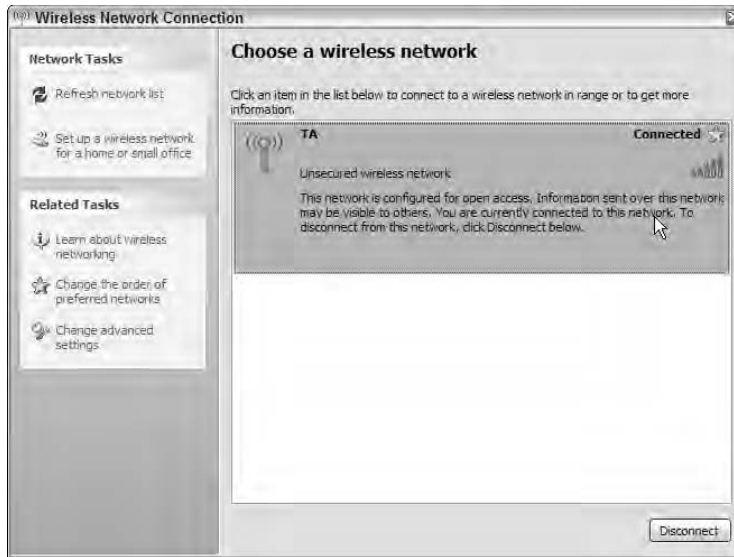 Wireless Network Connection
Network Tasks
Refresh network list
Set up a wireless network
for a home or small office
Related Tasks
Learn about wireless
networking
Change the order of
preferred networks
Change advanced
settings
Choose a wireless network
Click an item in the list below to connect to a wireless network in range or to get more
information.
TA Connected
Unsecured wireless network
This network is configured for open access. Information sent over this network
may be visible to others. You are currently connected to this network. To
disconnect from this network, click Disconnect below.
Disconnect